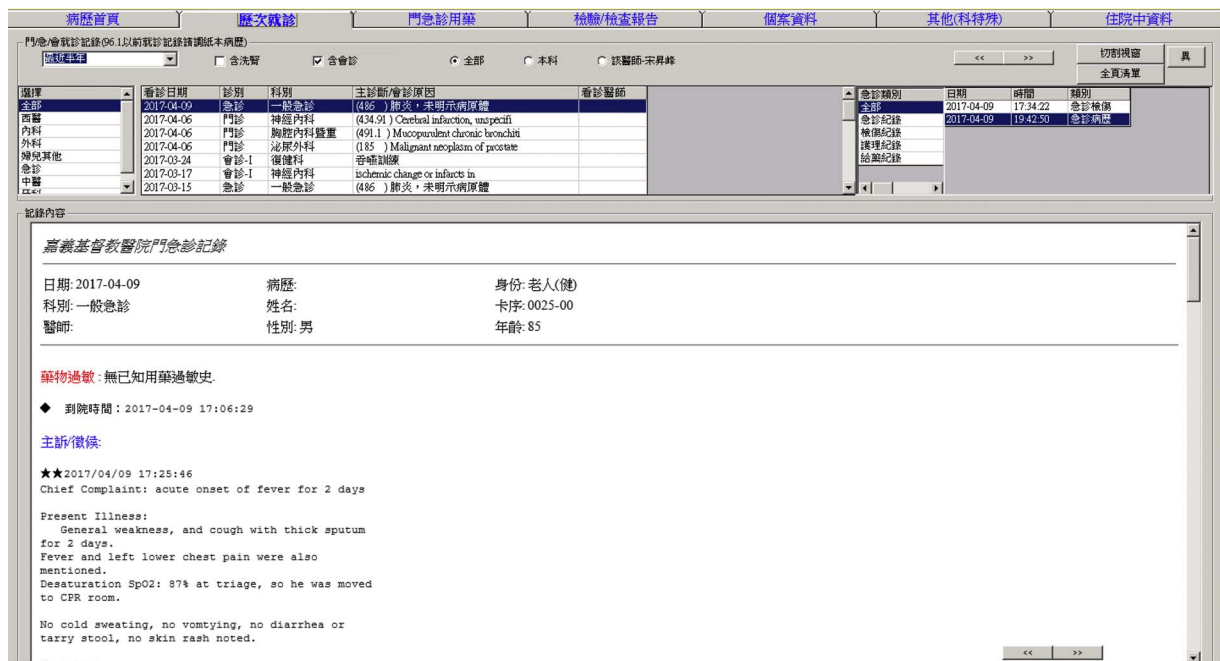 病歷首頁 歷次就診 門急診用藥 檢驗/檢查報告 個案資料 其他(科特殊) 住院中資料
門/急/會就診記錄(96.1以前就診記錄請調紙本病歷)
最近半年 含洗腎 含會診 全部 本科 該醫師-宋昇峰 << >> 切割視窗 異
全頁清單
選擇 看診日期 診別 科別 主診斷/會診原因 看診醫師 急診類別 日期 時間 類別
全部 2017-04-09 急診 一般急診 (486 ) 肺炎，未明示病原體 全部 2017-04-09 17:34:22 急診檢傷
西醫 2017-04-06 門診 神經內科 (434.91 ) Cerebral infarction, unspecifi 急診紀錄 2017-04-09 19:42:50 急診病歷
內科 2017-04-06 門診 胸腔內科暨重 (491.1 ) Mucopurulent chronic bronchiti 檢傷紀錄
外科 2017-04-06 門診 泌尿外科 (185 ) Malignant neoplasm of prostate 護理紀錄
婦兒其他 2017-03-24 會診-I 復健科 吞嚥訓練 給藥紀錄
急診 2017-03-17 會診-I 神經內科 ischemic change or infarcts in
中醫 2017-03-15 急診 一般急診 (486 ) 肺炎，未明示病原體
牙科
記錄內容
嘉義基督教醫院門急診記錄
日期: 2017-04-09 病歷: 身份: 老人(健)
科別: 一般急診 姓名: 卡序: 0025-00
醫師: 性別: 男 年齡: 85
藥物過敏 : 無已知用藥過敏史.
◆ 到院時間：2017-04-09 17:06:29
主訴/徵候:
★★2017/04/09 17:25:46
Chief Complaint: acute onset of fever for 2 days
Present Illness:
General weakness, and cough with thick sputum
for 2 days.
Fever and left lower chest pain were also
mentioned.
Desaturation SpO2: 87% at triage, so he was moved
to CPR room.
No cold sweating, no vomtying, no diarrhea or
tarry stool, no skin rash noted.
<< >>